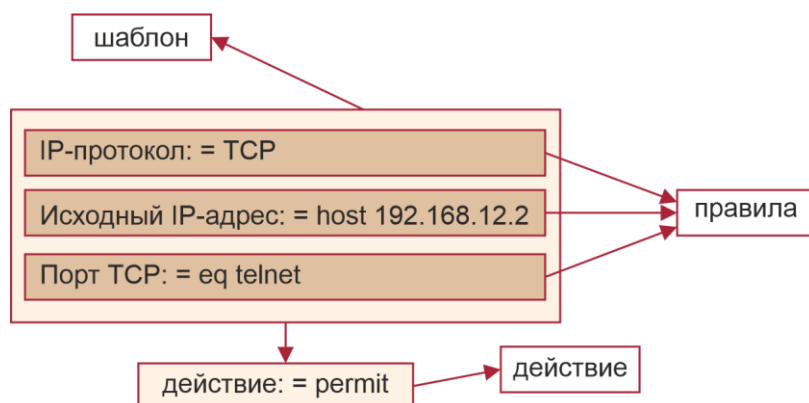 шаблон
IP-протокол: = TCP
Исходный IP-адрес: = host 192.168.12.2
правила
Порт TCP: = eq telnet
действие: = permit
действие